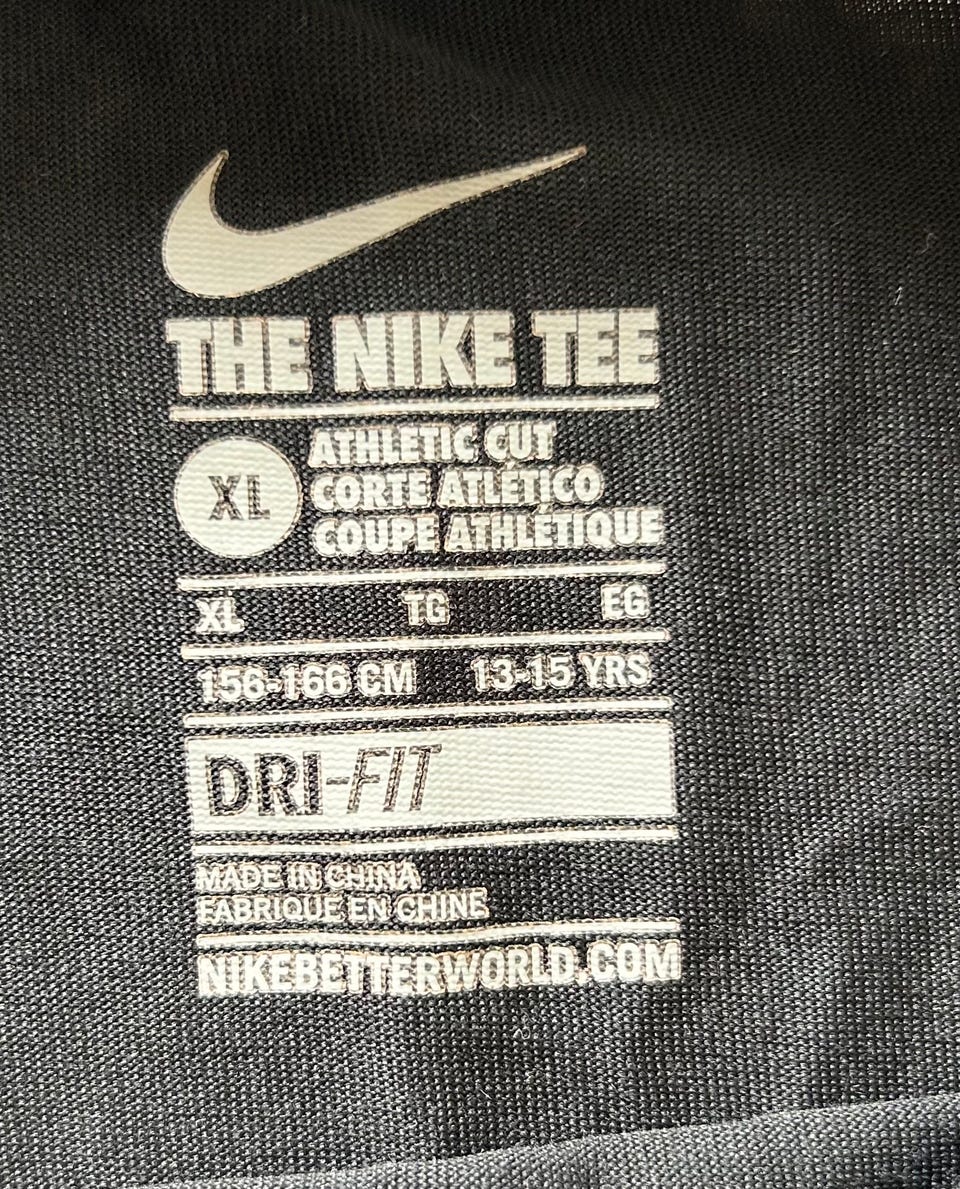 THE NIKE TEE
XL
ATHLETIC CUT
CORTE ATLÉTICO
COUPE ATHLÉTIQUE
XL TG EG
156-166 CM 13-15 YRS
DRI-FIT
MADE IN CHINA
FABRIQUE EN CHINE
NIKEBETTERWORLD.COM